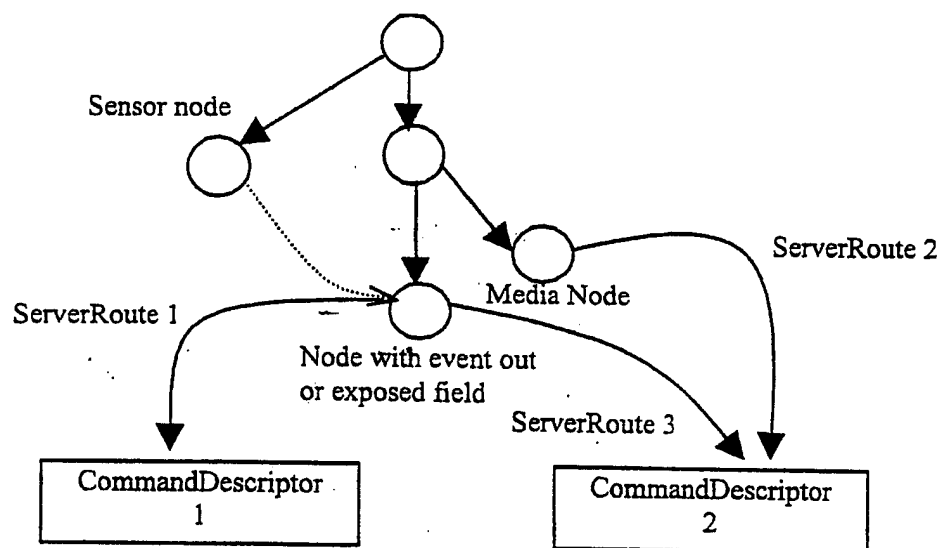 Sensor node
ServerRoute 2
Media Node
ServerRoute 1
Node with event out
or exposed field
ServerRoute 3
CommandDescriptor
1
CommandDescriptor
2